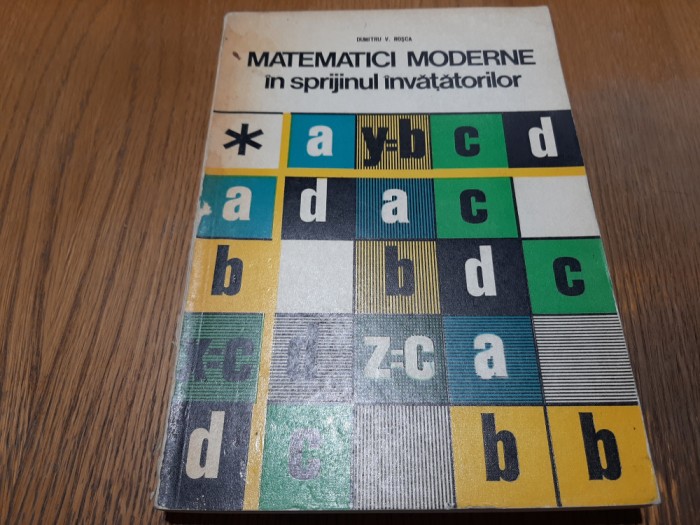 DUMITRU V. ROȘCA
MATEMATICI MODERNE
în sprijinul învățătorilor
* a y=b c d
a d a c
b b d c
x=c d z=c a
d c b b